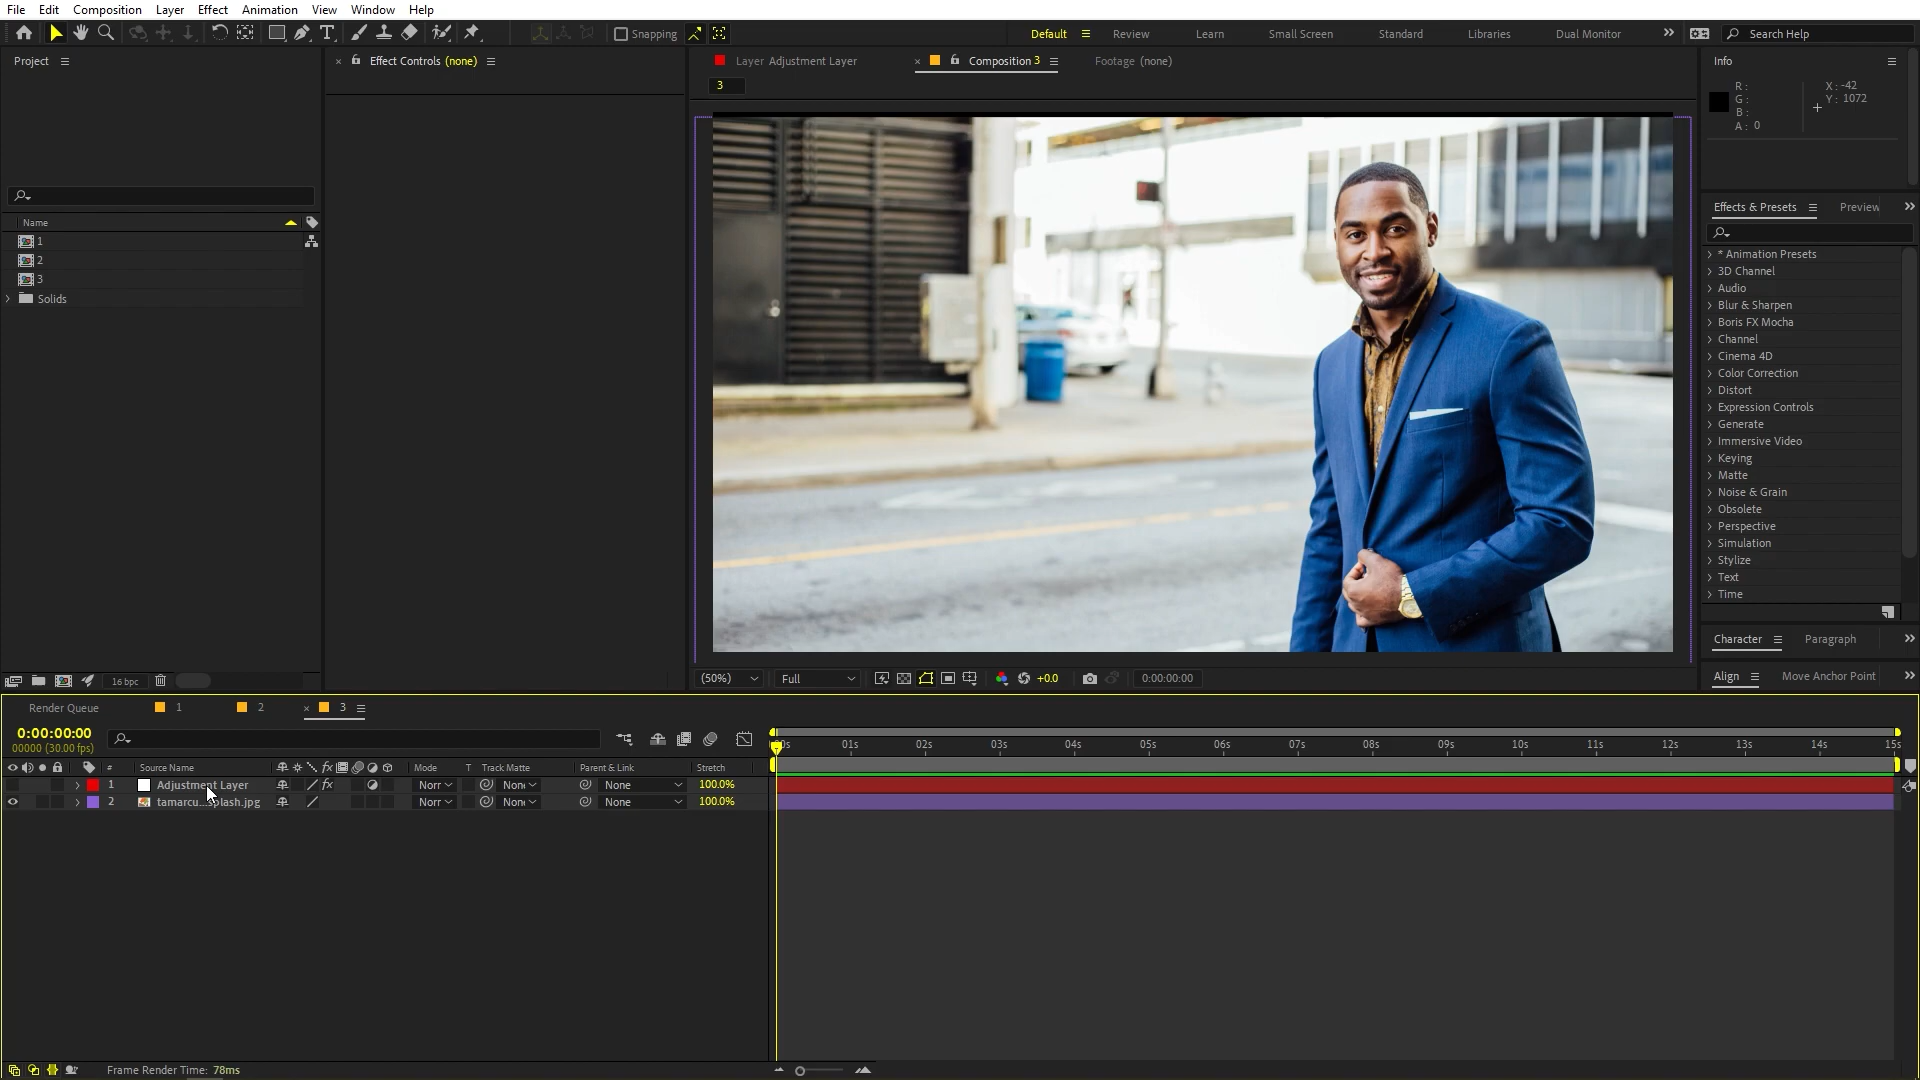 File Edit Composition Layer Effect Animation View Window Help
Snapping
Default Review Learn Small Screen Standard Libraries Dual Monitor Search Help
Project
Effect Controls (none)
Layer Adjustment Layer
Composition 3
Footage (none)
3
Info
R :
G :
B :
A : 0
X : -42
Y : 1072
Name
1
2
3
Solids
Effects & Presets Preview
* Animation Presets
3D Channel
Audio
Blur & Sharpen
Boris FX Mocha
Channel
Cinema 4D
Color Correction
Distort
Expression Controls
Generate
Immersive Video
Keying
Matte
Noise & Grain
Obsolete
Perspective
Simulation
Stylize
Text
Time
Character Paragraph
Align Move Anchor Point
16 bpc
(50%) Full +0.0 0:00:00:00
Render Queue 1 2 3
0:00:00:00
00000 (30.00 fps)
# Source Name fx Mode T Track Matte Parent & Link Stretch
1 Adjustment Layer fx Norr None None 100.0%
2 tamarcu...splash.jpg Norr None None 100.0%
00s 01s 02s 03s 04s 05s 06s 07s 08s 09s 10s 11s 12s 13s 14s 15s
Frame Render Time: 78ms